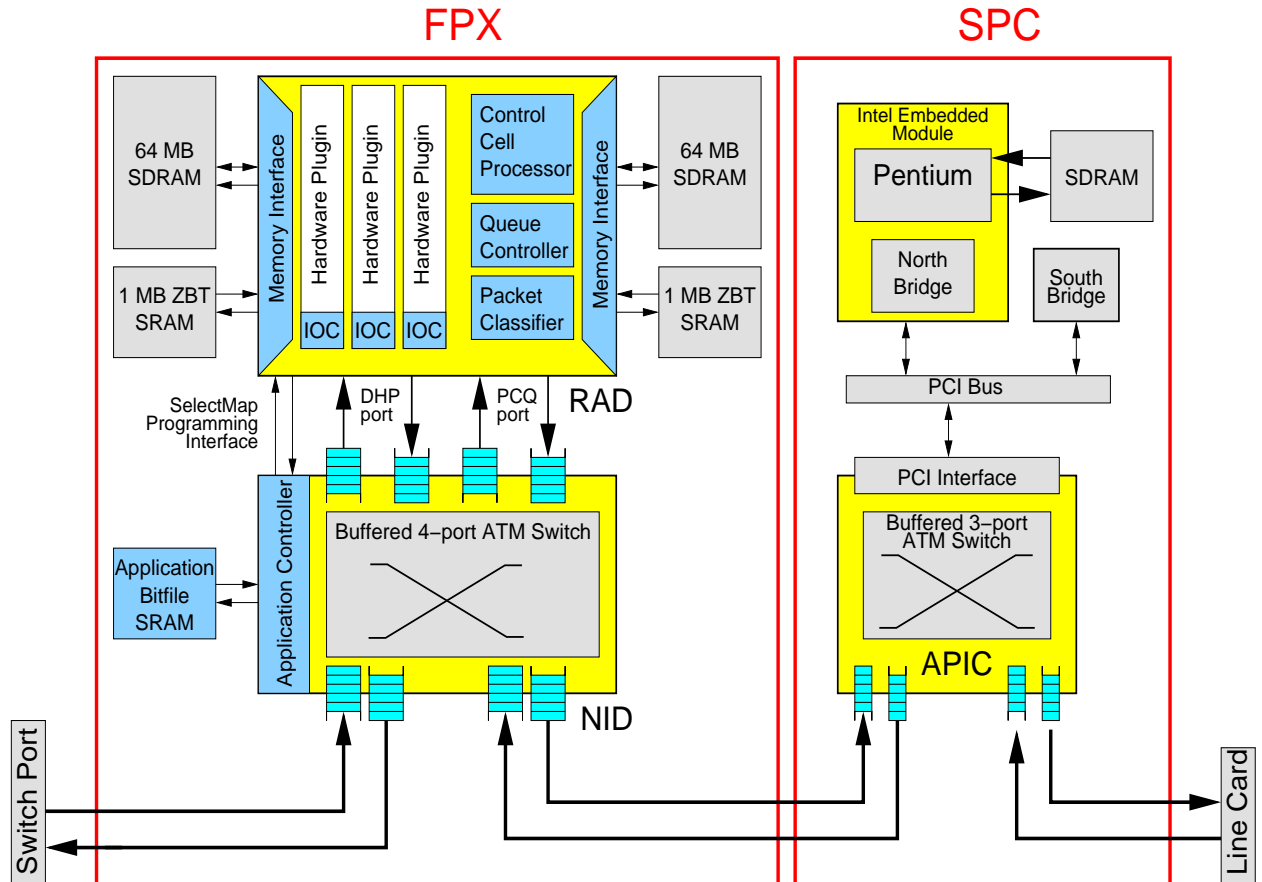 FPX
SPC
64 MB
SDRAM
1 MB ZBT
SRAM
Memory Interface
Hardware Plugin
Hardware Plugin
Hardware Plugin
IOC
IOC
IOC
Control
Cell
Processor
Queue
Controller
Packet
Classifier
Memory Interface
64 MB
SDRAM
1 MB ZBT
SRAM
SelectMap
Programming
Interface
DHP
port
PCQ
port
RAD
Application Controller
Buffered 4–port ATM Switch
Application
Bitfile
SRAM
NID
Intel Embedded
Module
Pentium
SDRAM
North
Bridge
South
Bridge
PCI Bus
PCI Interface
Buffered 3–port
ATM Switch
APIC
Switch Port
Line Card